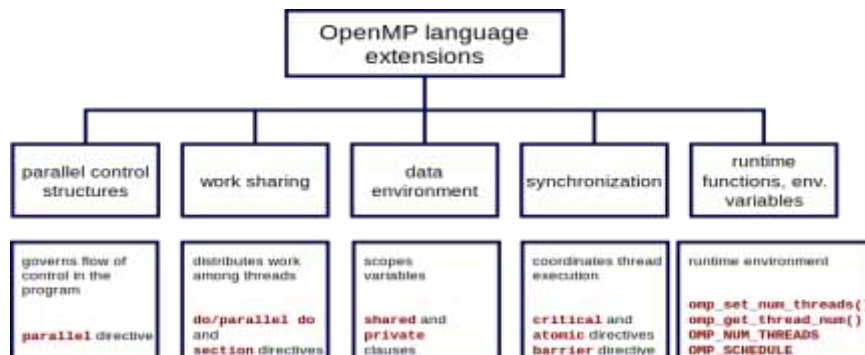 OpenMP language
extensions
parallel control
structures
work sharing
data
environment
synchronization
runtime
functions, env.
variables
governs flow of
control in the
program
parallel directive
distributes work
among threads
do/parallel do
and
section directives
scopes
variables
shared and
private
clauses
coordinates thread
execution
critical and
atomic directives
barrier directive
runtime environment
omp_set_num_threads(
omp_get_thread_num()
OMP_NUM_THREADS
OMP_SCHEDULE